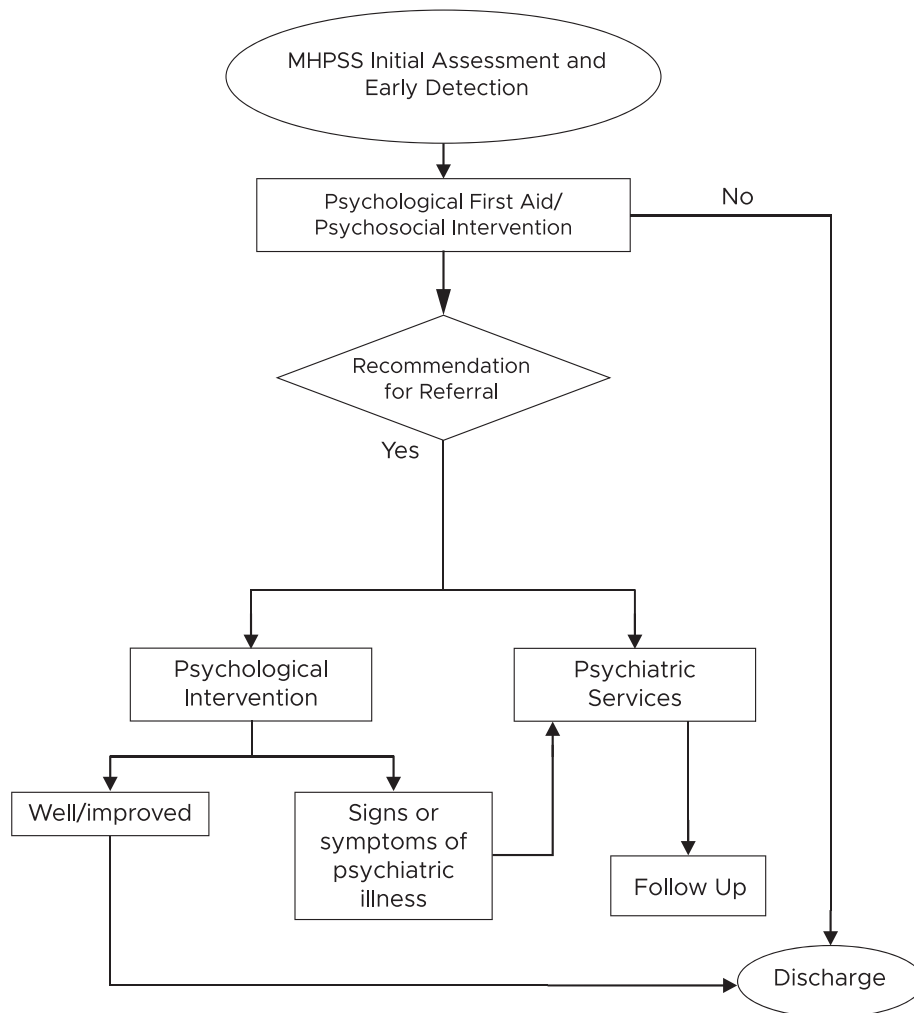 MHPSS Initial Assessment and
Early Detection
Psychological First Aid/
Psychosocial Intervention
No
Recommendation
for Referral
Yes
Psychological
Intervention
Psychiatric
Services
Well/improved
Signs or
symptoms of
psychiatric
illness
Follow Up
Discharge